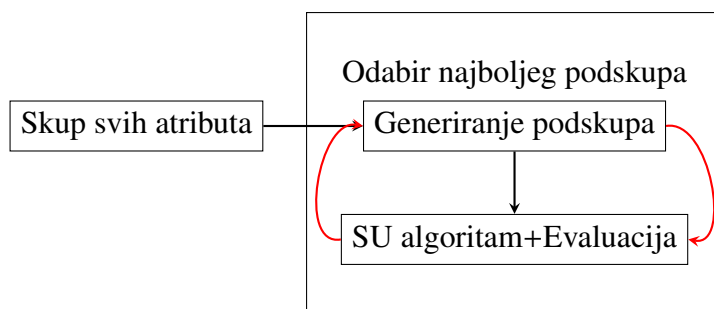 Odabir najboljeg podskupa
Skup svih atributa
Generiranje podskupa
SU algoritam+Evaluacija